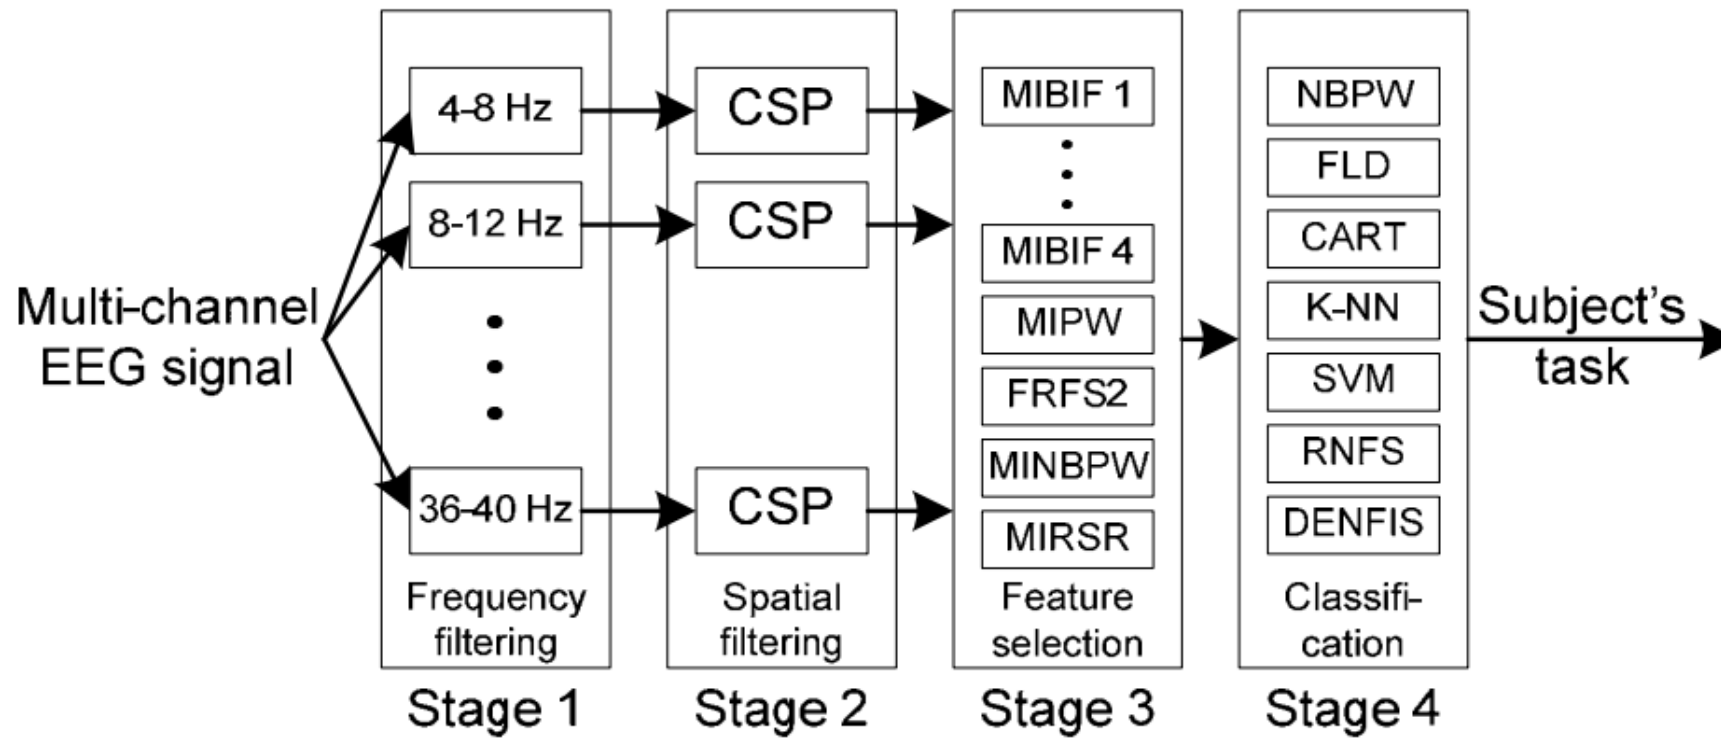 Multi-channel
EEG signal
4-8 Hz
8-12 Hz
36-40 Hz
Frequency
filtering
Stage 1
CSP
CSP
CSP
Spatial
filtering
Stage 2
MIBIF 1
MIBIF 4
MIPW
FRFS2
MINBPW
MIRSR
Feature
selection
Stage 3
NBPW
FLD
CART
K-NN
SVM
RNFS
DENFIS
Classifi-
cation
Stage 4
Subject's
task